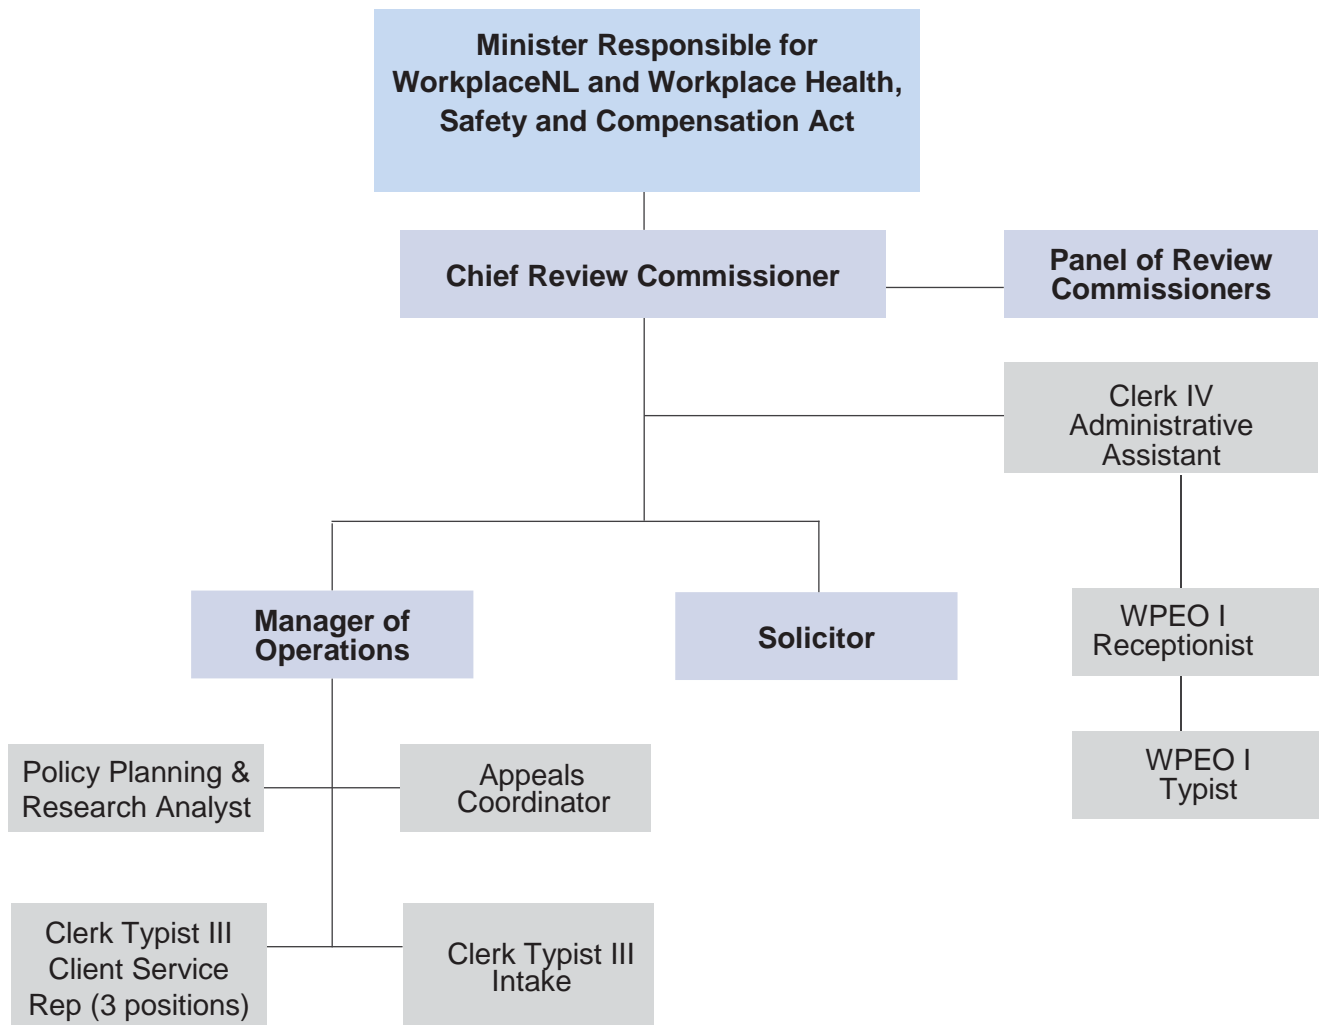 Minister Responsible for
WorkplaceNL and Workplace Health,
Safety and Compensation Act
Chief Review Commissioner
Panel of Review
Commissioners
Clerk IV
Administrative
Assistant
Manager of
Operations
Solicitor
WPEO I
Receptionist
Policy Planning &
Research Analyst
Appeals
Coordinator
WPEO I
Typist
Clerk Typist III
Client Service
Rep (3 positions)
Clerk Typist III
Intake